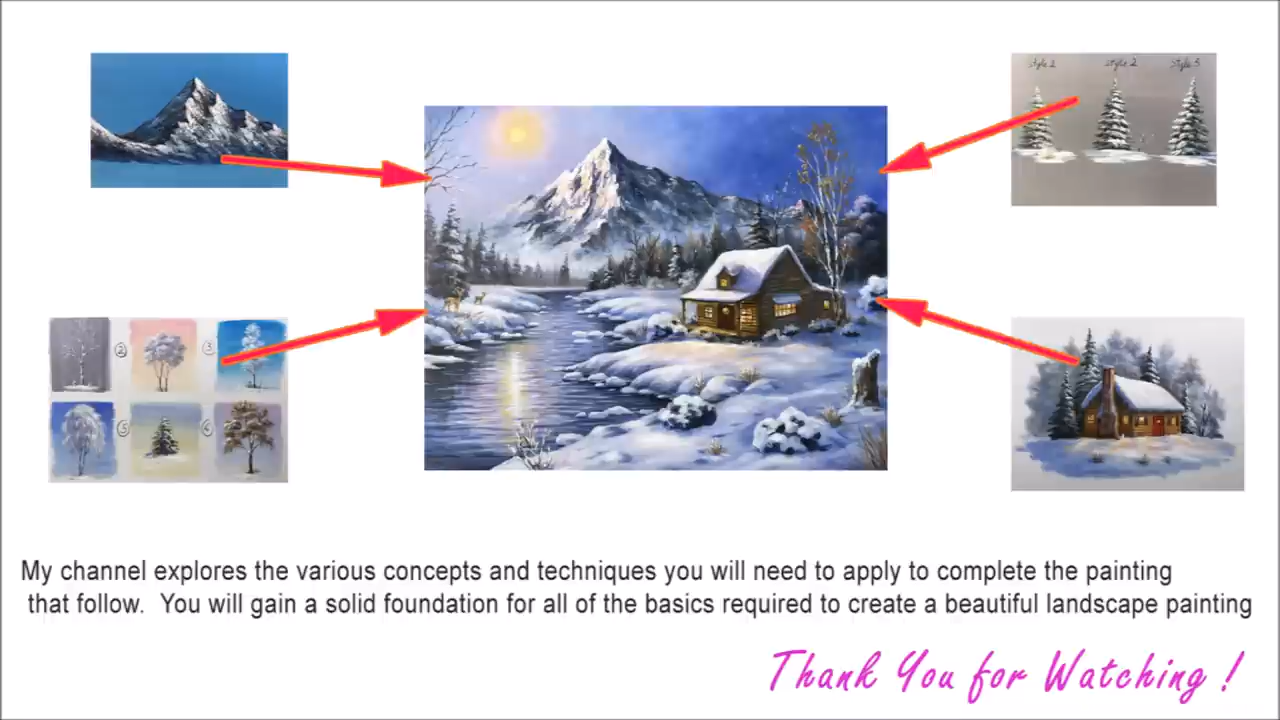 Style 1 Style 2 Style 3
② ③
⑤ ⑥
My channel explores the various concepts and techniques you will need to apply to complete the painting
that follow. You will gain a solid foundation for all of the basics required to create a beautiful landscape painting
Thank You for Watching !